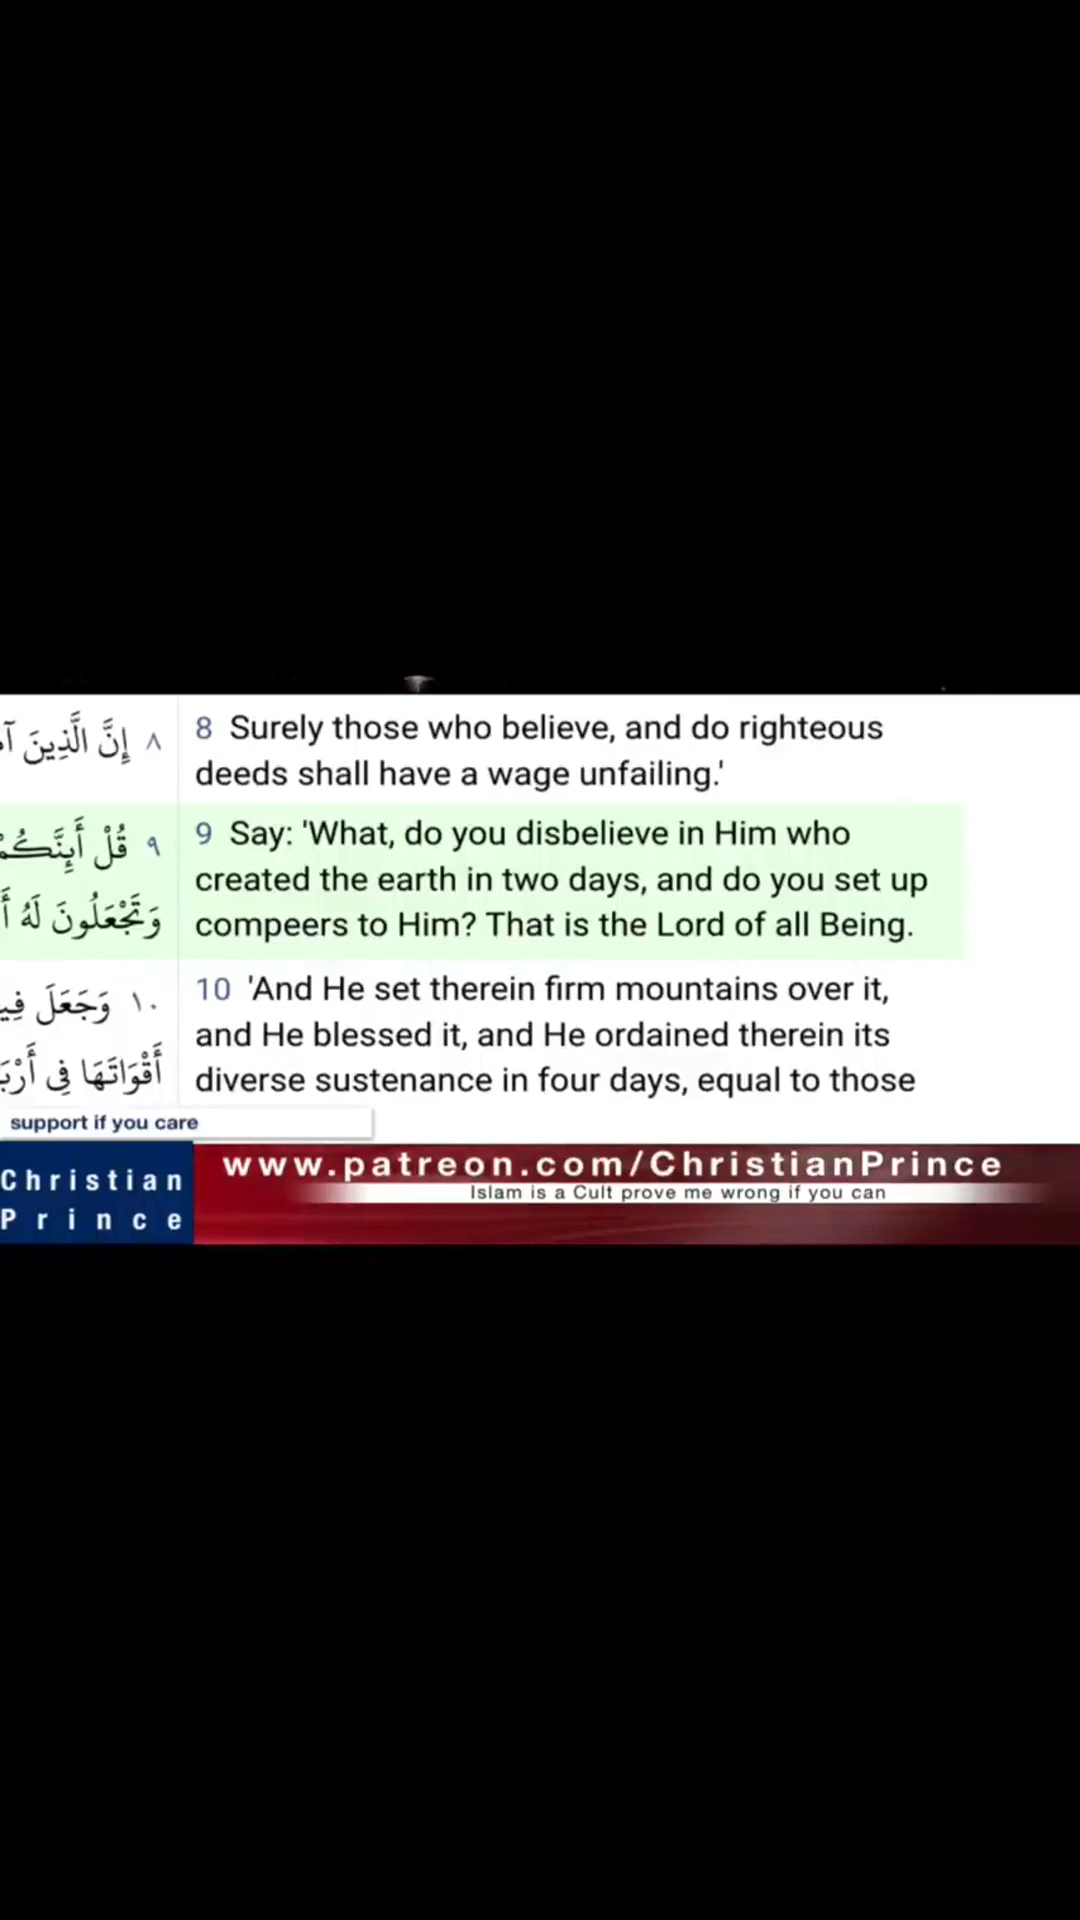 إِنَّ الَّذِينَ ٨
8 Surely those who believe, and do righteous
deeds shall have a wage unfailing.'
قُلْ أَئِنَّكُمْ ٩
وَتَجْعَلُونَ لَهُ
9 Say: 'What, do you disbelieve in Him who
created the earth in two days, and do you set up
compeers to Him? That is the Lord of all Being.
وَجَعَلَ ١٠
أَقْوَاتَهَا فِي
10 'And He set therein firm mountains over it,
and He blessed it, and He ordained therein its
diverse sustenance in four days, equal to those
support if you care
Christian
Prince
www.patreon.com/ChristianPrince
Islam is a Cult prove me wrong if you can